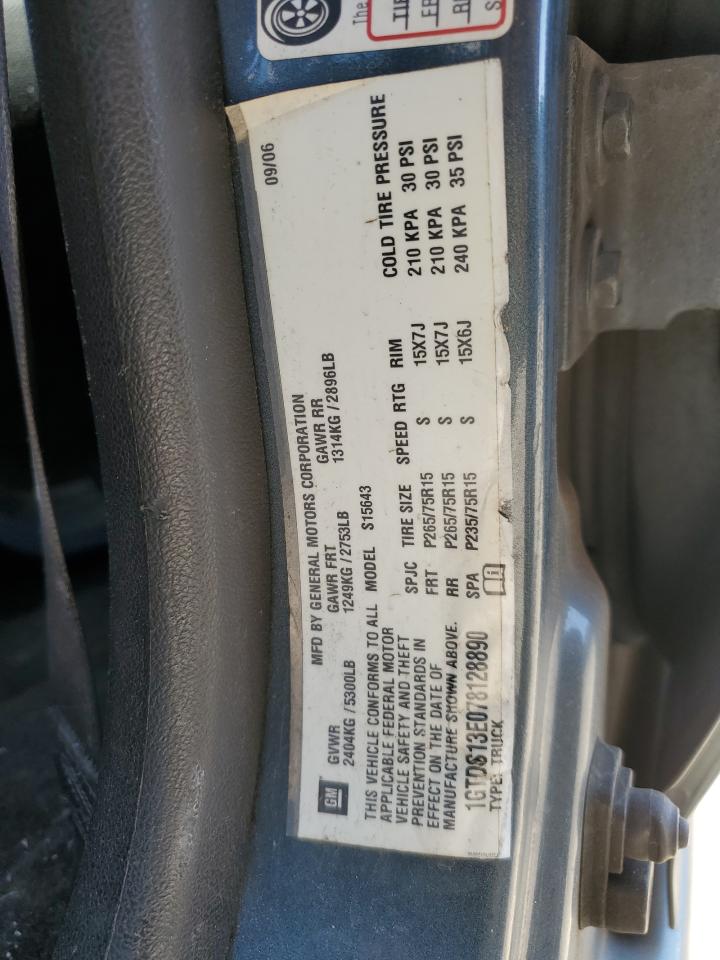 The
TIE
S
09/06
MFD BY GENERAL MOTORS CORPORATION
GM
GVWR GAWR FRT GAWR RR
2404KG / 5300LB 1249KG / 2753LB 1314KG / 2896LB
THIS VEHICLE CONFORMS TO ALL
APPLICABLE FEDERAL MOTOR
VEHICLE SAFETY AND THEFT
PREVENTION STANDARDS IN
EFFECT ON THE DATE OF
MANUFACTURE SHOWN ABOVE.
1GTDS13E078128890
TYPE: TRUCK
MODEL S15643
COLD TIRE PRESSURE
SPJC TIRE SIZE SPEED RTG RIM
FRT P265/75R15 S 15X7J 210 KPA 30 PSI
RR P265/75R15 S 15X7J 210 KPA 30 PSI
SPA P235/75R15 S 15X6J 240 KPA 35 PSI